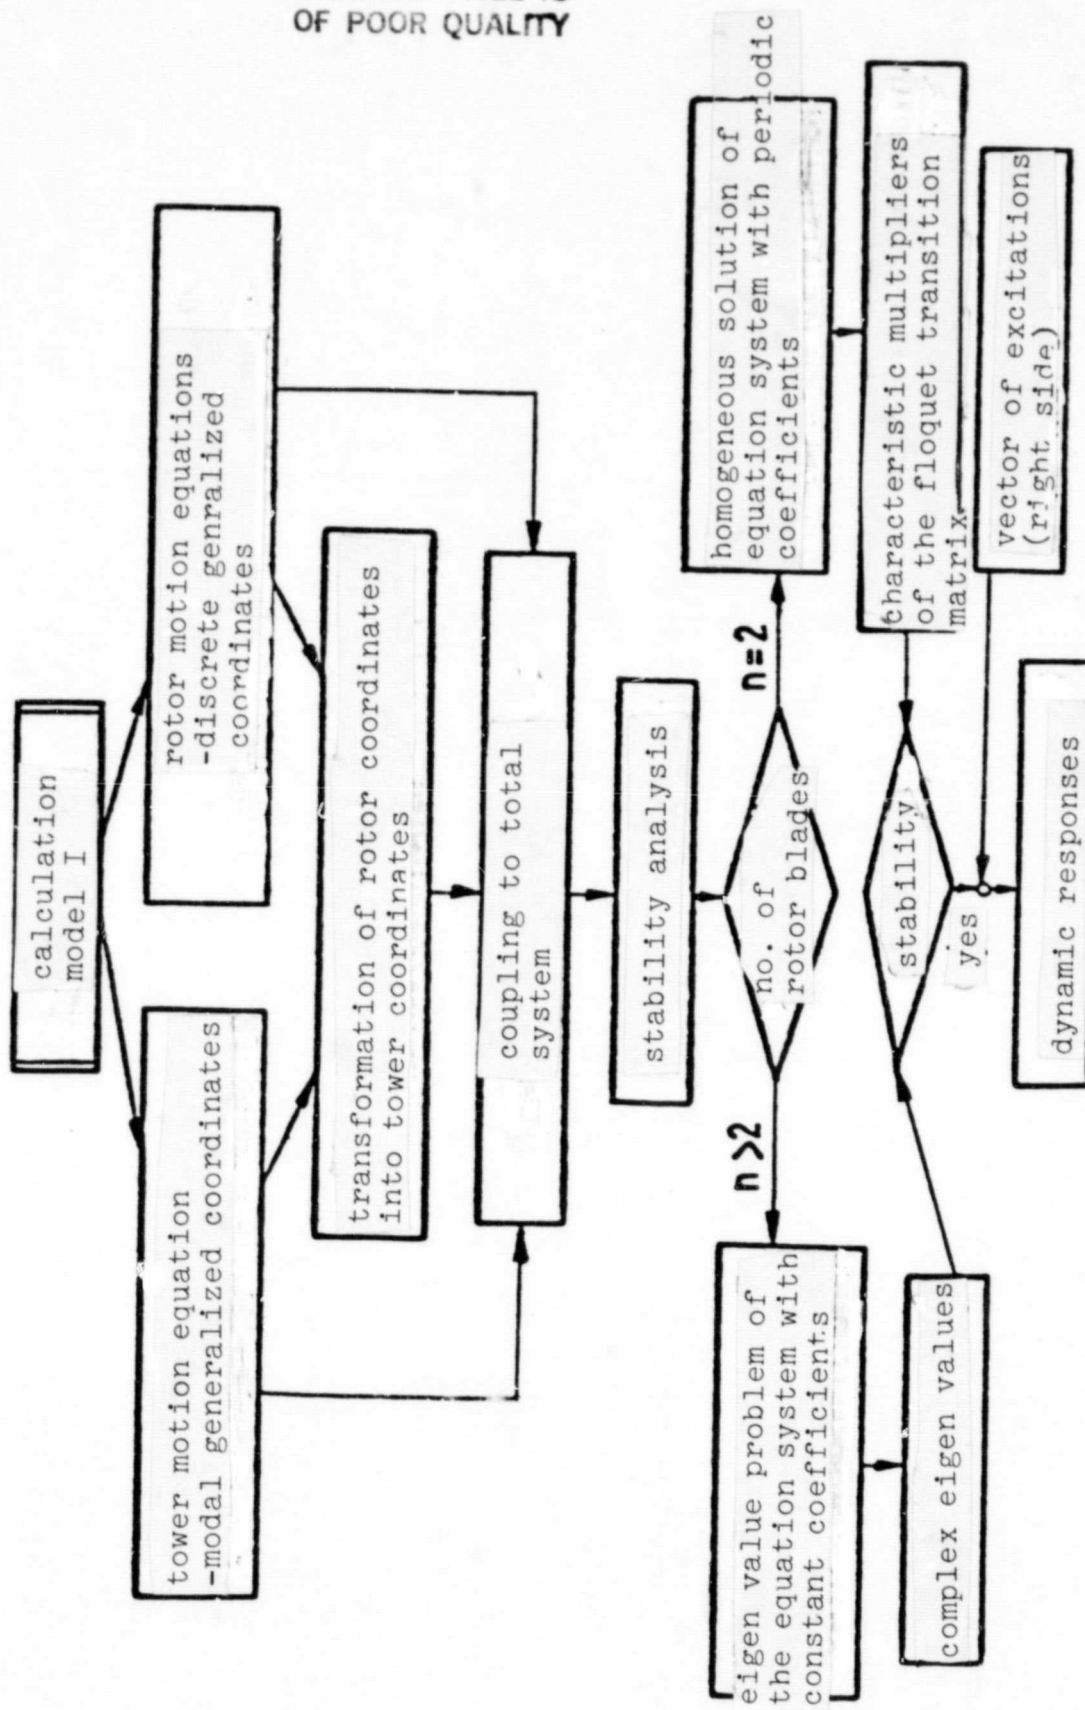 OF POOR QUALITY
calculation
model I
tower motion equation
-modal generalized coordinates
rotor motion equations
-discrete genralized
coordinates
transformation of rotor coordinates
into tower coordinates
coupling to total
system
stability analysis
no. of
rotor blades
n>2
n=2
eigen value problem of
the equation system with
constant coefficients
homogeneous solution of
equation system with periodic
coefficients
complex eigen values
characteristic multipliers
of the floquet transition
matrix
stability
yes
vector of excitations
(right side)
dynamic responses